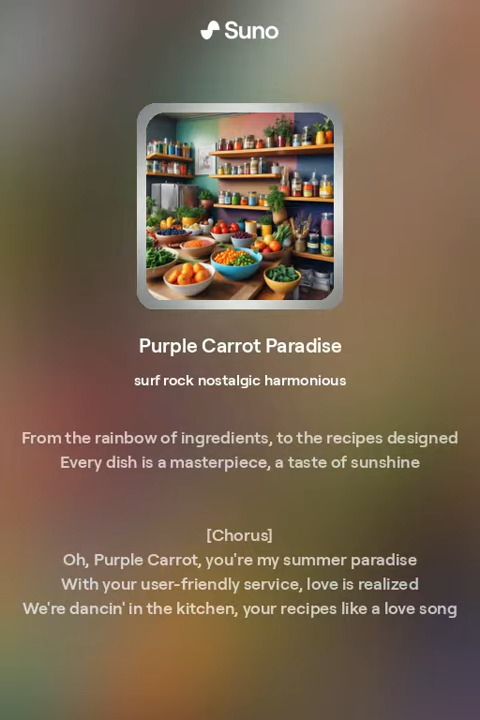 Suno
Purple Carrot Paradise
surf rock nostalgic harmonious
From the rainbow of ingredients, to the recipes designed
Every dish is a masterpiece, a taste of sunshine
[Chorus]
Oh, Purple Carrot, you're my summer paradise
With your user-friendly service, love is realized
We're dancin' in the kitchen, your recipes like a love song